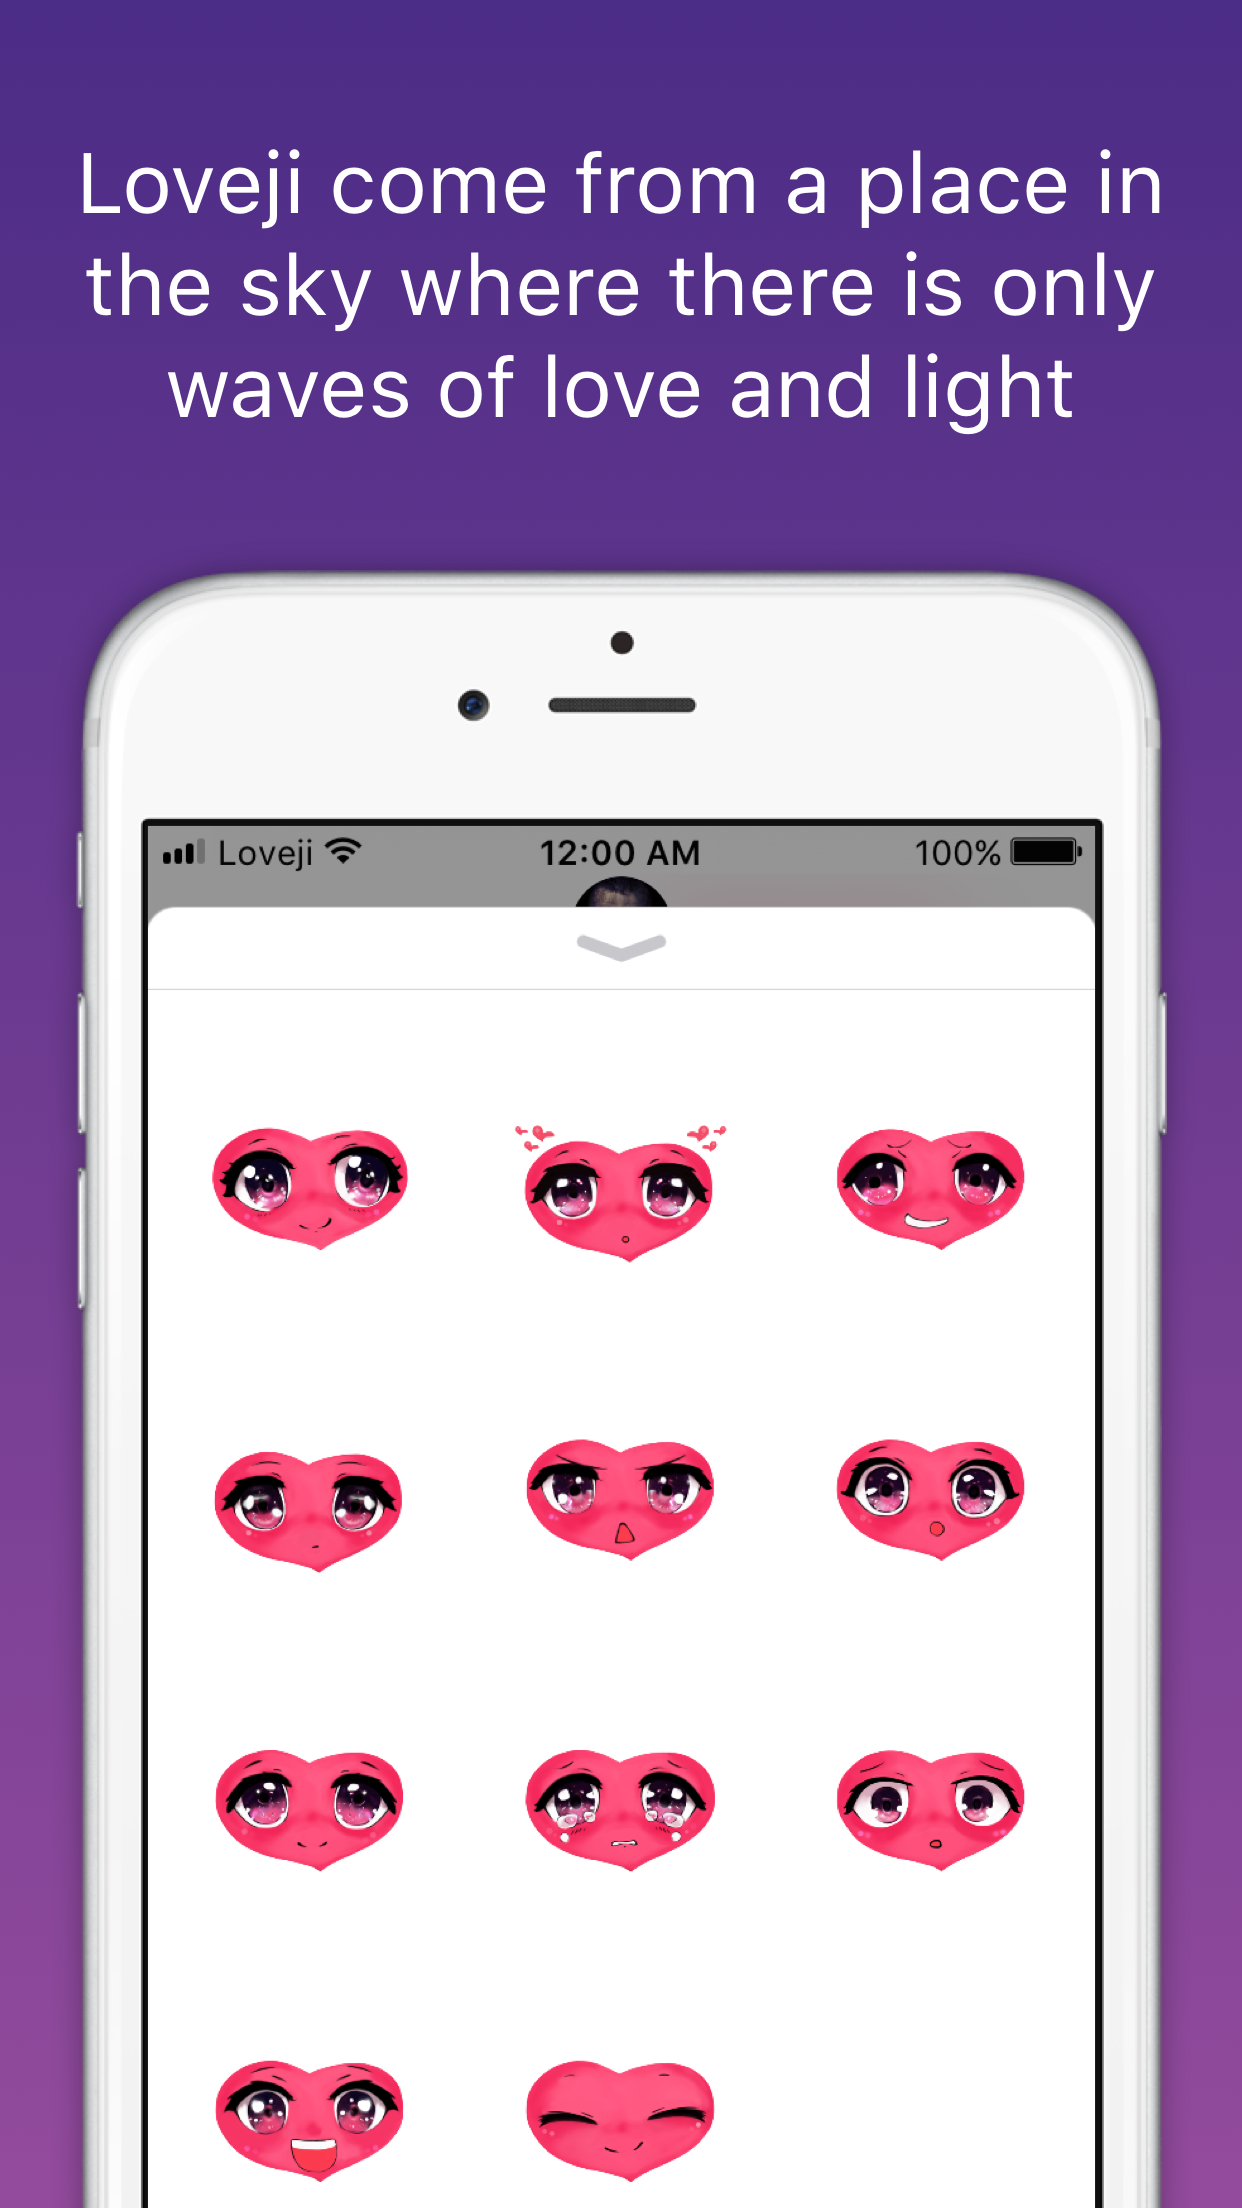 Loveji come from a place in
the sky where there is only
waves of love and light
Loveji 12:00 AM 100%